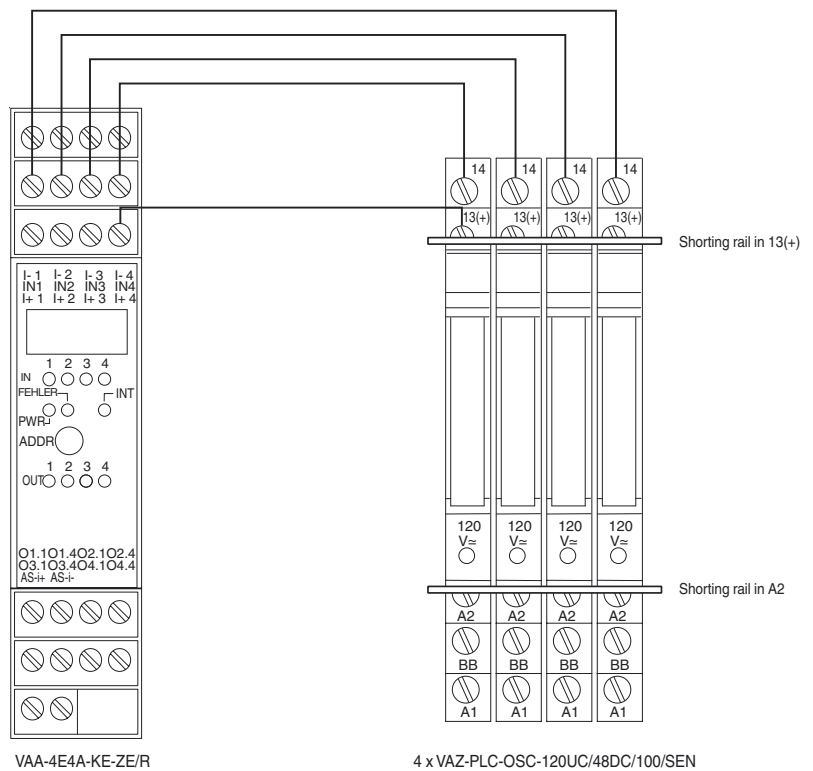 14 14 14 14
13(+) 13(+) 13(+) 13(+)
Shorting rail in 13(+)
I- 1 I- 2 I- 3 I- 4
IN1 IN2 IN3 IN4
I+ 1 I+ 2 I+ 3 I+ 4
1 2 3 4
IN
FEHLER INT
PWR
ADDR
1 2 3 4
OUT
120 120 120 120
V≃ V≃ V≃ V≃
O1.1O1.4O2.1O2.4
O3.1O3.4O4.1O4.4
AS-i+ AS-i-
Shorting rail in A2
A2 A2 A2 A2
BB BB BB BB
A1 A1 A1 A1
VAA-4E4A-KE-ZE/R
4 x VAZ-PLC-OSC-120UC/48DC/100/SEN